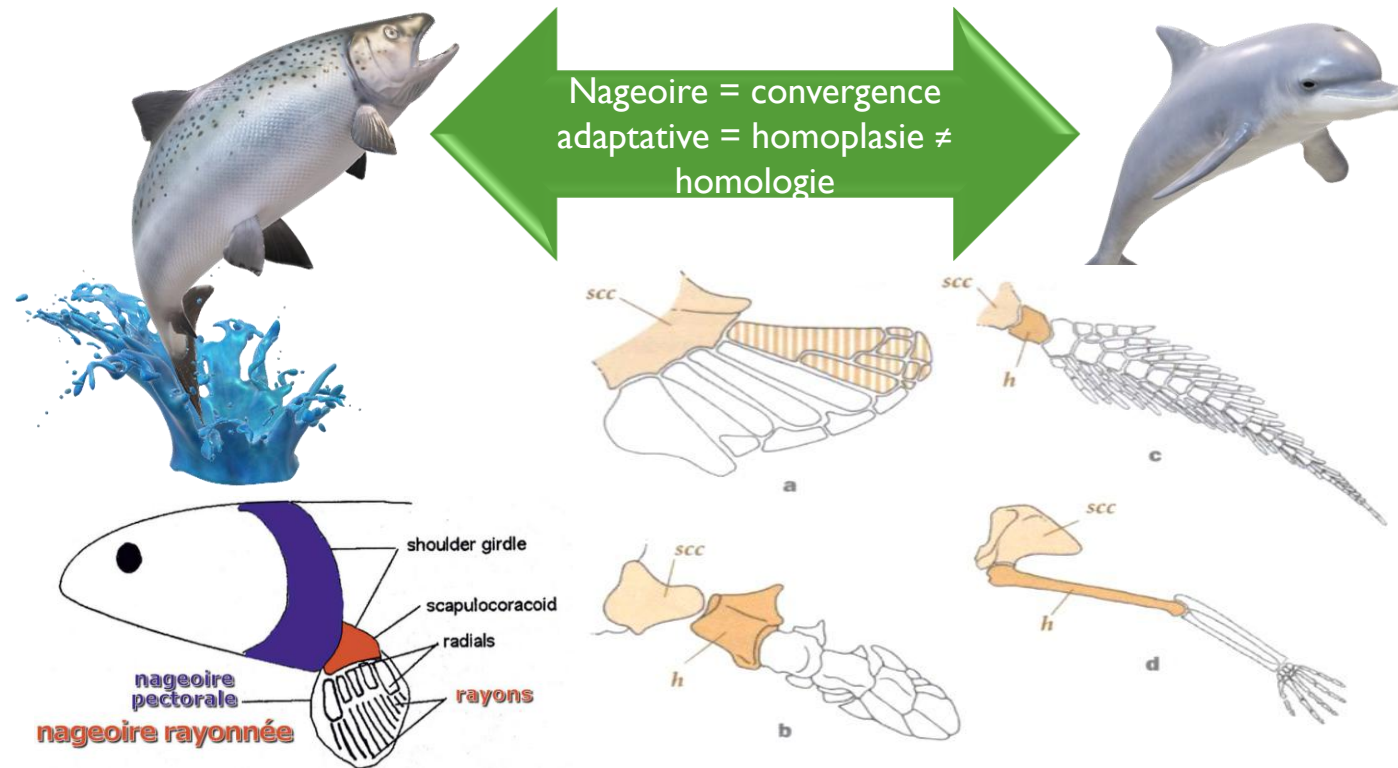 Nageoire = convergence
adaptative = homoplasie ≠
homologie
scc
a
scc
h
c
scc
h
b
scc
h
d
shoulder girdle
scapulocoracoid
radials
nageoire
pectorale
rayons
nageoire rayonnée